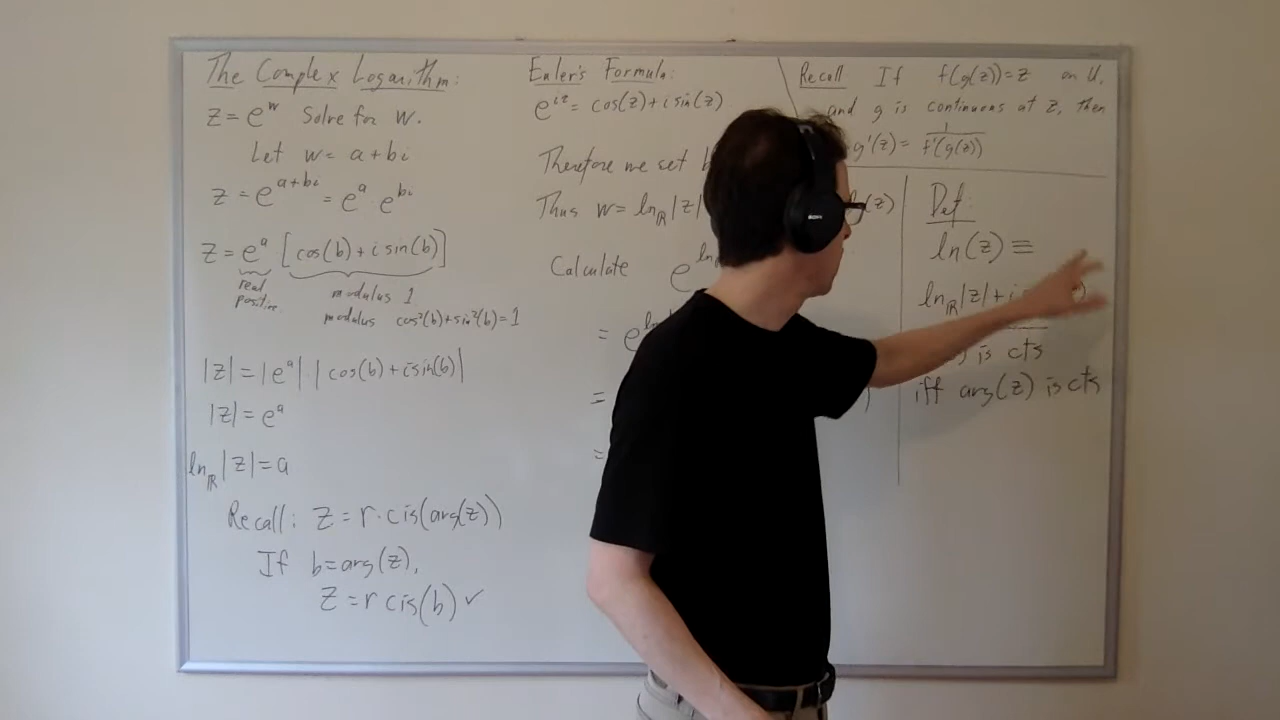 The Complex Logarithm:
z = e^w Solve for w.
Let w = a + bi
z = e^{a+bi} = e^a · e^{bi}
z = e^a [cos(b) + i sin(b)]
real
positive.
modulus 1.
modulus cos²(b) + sin²(b) = 1
|z| = |e^a| |cos(b) + i sin(b)|
|z| = e^a
ln_ℝ|z| = a
Recall: z = r · cis(arg(z))
If b = arg(z),
z = r cis(b) ✓
Euler's Formula:
e^{iz} = cos(z) + i sin(z)
Therefore we set b
Thus w = ln_ℝ|z| (z)
Calculate e^{ln
= e^{ln
=
=
SONY
Recall If f(g(z)) = z on U,
and g is continuous at z, then
g'(z) = 1/f'(g(z))
Def:
ln(z) ≡
ln_ℝ|z| + i )
) is cts
iff arg(z) is cts